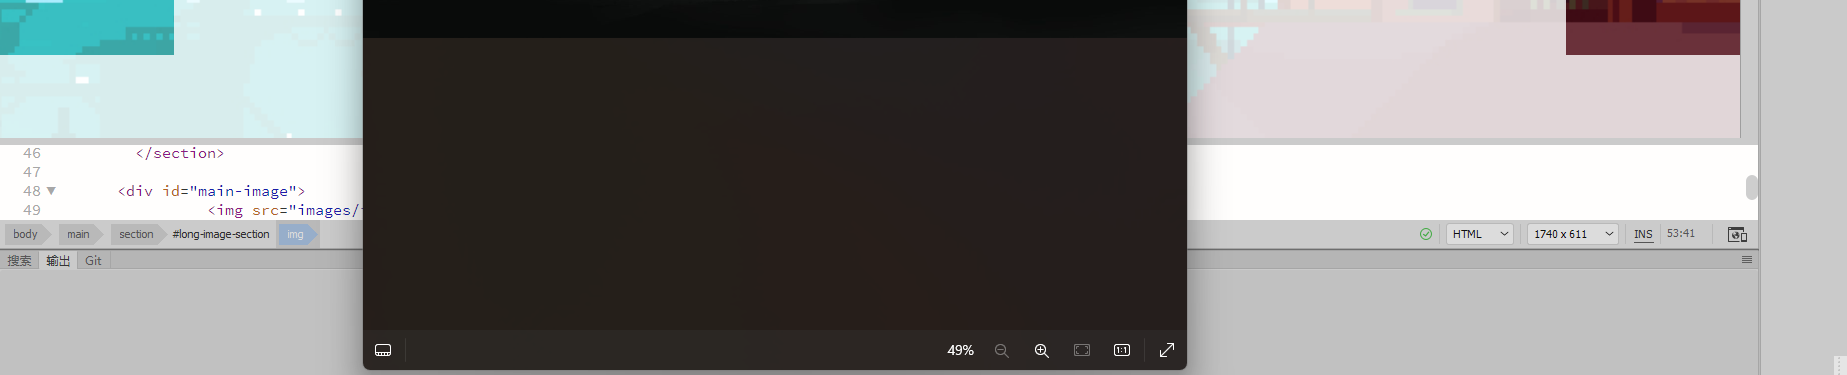 46 </section>
47
48 <div id="main-image">
49 <img src="images/
body main section #long-image-section img HTML 1740 x 611 INS 53:41
搜索 输出 Git
49% 1:1